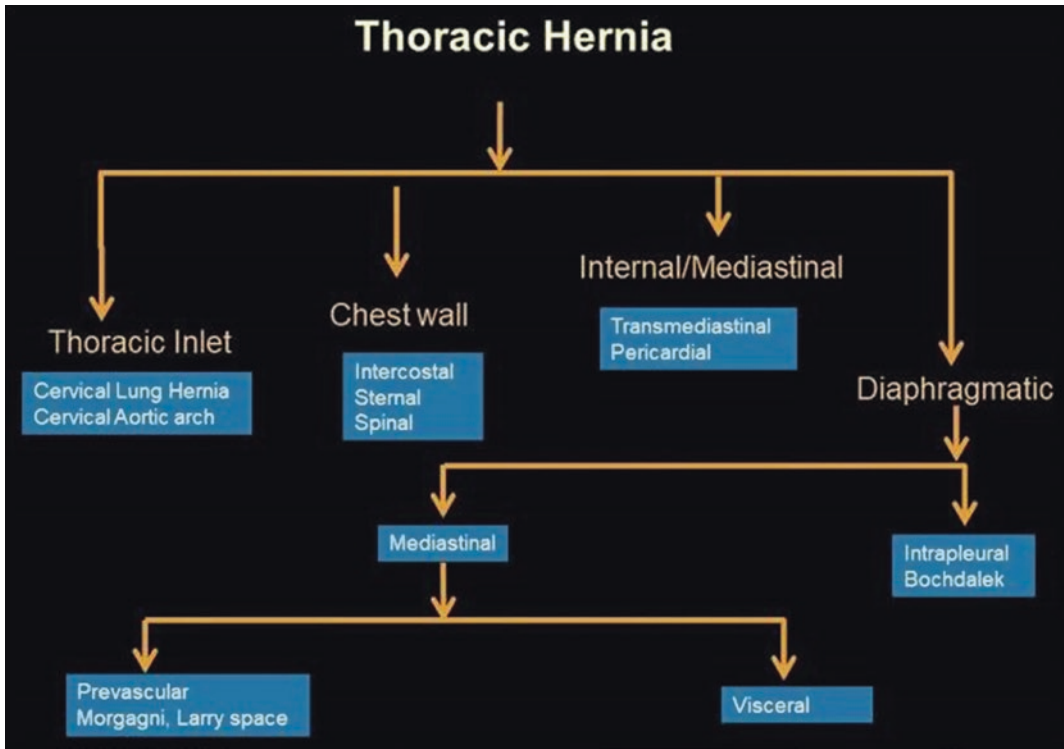 Thoracic Hernia
Thoracic Inlet
Cervical Lung Hernia
Cervical Aortic arch
Chest wall
Intercostal
Sternal
Spinal
Internal/Mediastinal
Transmediastinal
Pericardial
Diaphragmatic
Mediastinal
Intrapleural
Bochdalek
Prevascular
Morgagni, Larry space
Visceral